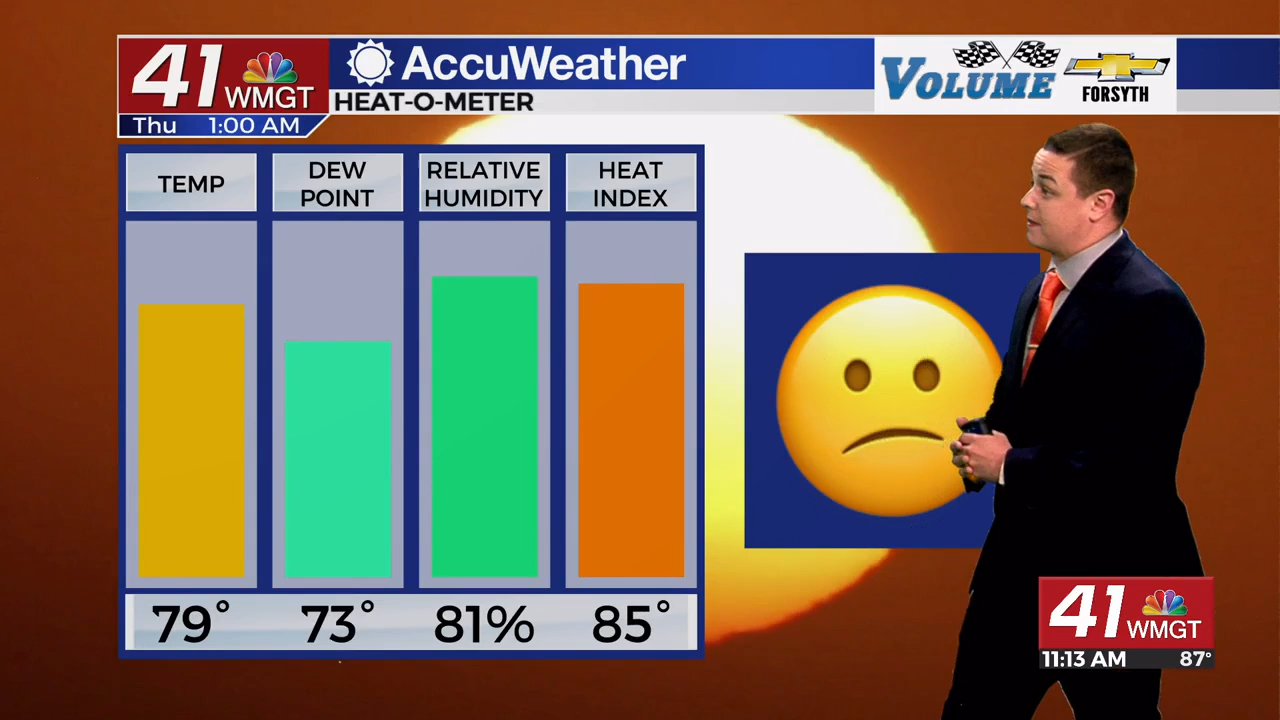 41 WMGT
AccuWeather
HEAT-O-METER
Thu 1:00 AM
VOLUME
FORSYTH
TEMP
DEW
POINT
RELATIVE
HUMIDITY
HEAT
INDEX
79° 73° 81% 85°
41 WMGT
11:13 AM 87°